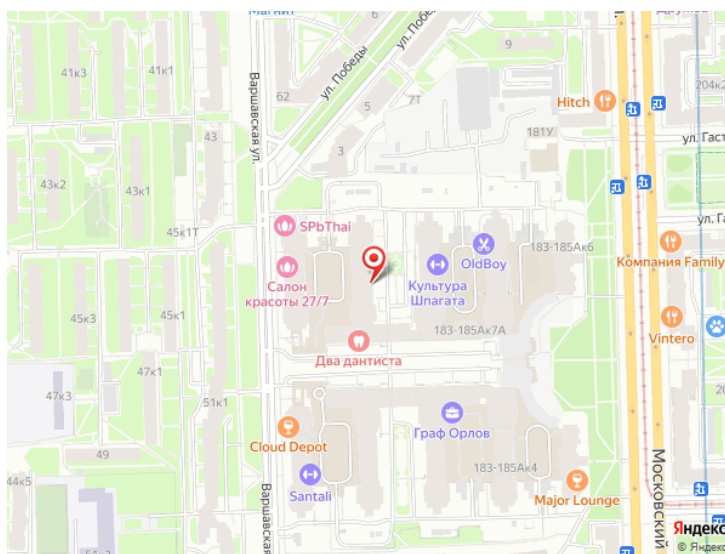 Магнит
62
ул. Победы
ул. Победы
9
204к2
41к3
41к1
5
7Т
Hitch
Варшавская ул.
43
3
181У
ул. Гаст
43к2
43к1
45к1Т
SPbThai
183-185Ак6
ул. Га
OldBoy
Компания Family
Салон
красоты 27/7
Культура
Шпагата
45к3
45к1
183-185Ак7А
Vintero
Два дантиста
47к3
47к1
51к1
20
Граф Орлов
Cloud Depot
49
183-185Ак4
44к5
Santali
Major Lounge
Варшавская
Московский
Яндекс
© Яндекс